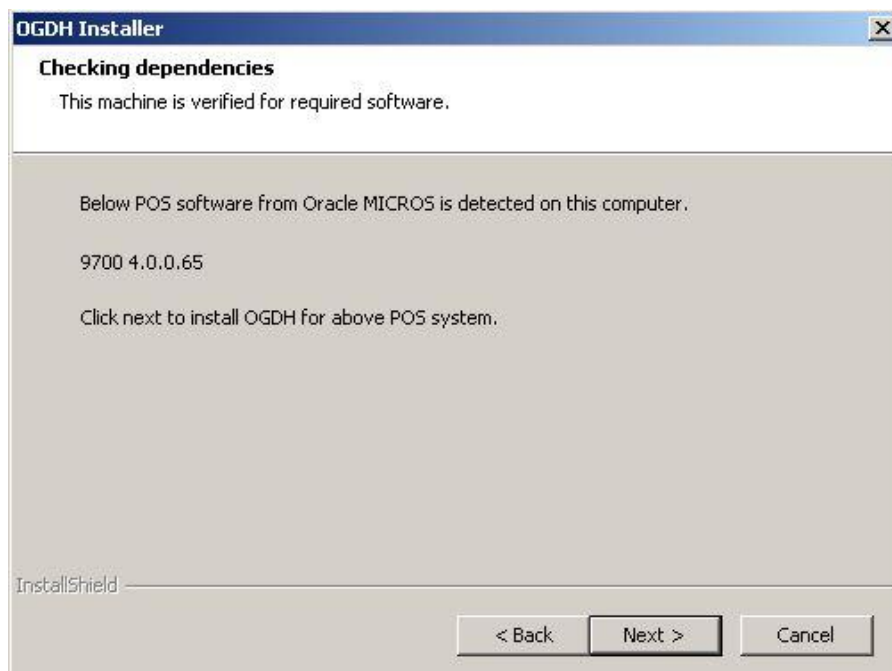 OGDH Installer
Checking dependencies
This machine is verified for required software.
Below POS software from Oracle MICROS is detected on this computer.
9700 4.0.0.65
Click next to install OGDH for above POS system.
InstallShield
< Back
Next >
Cancel